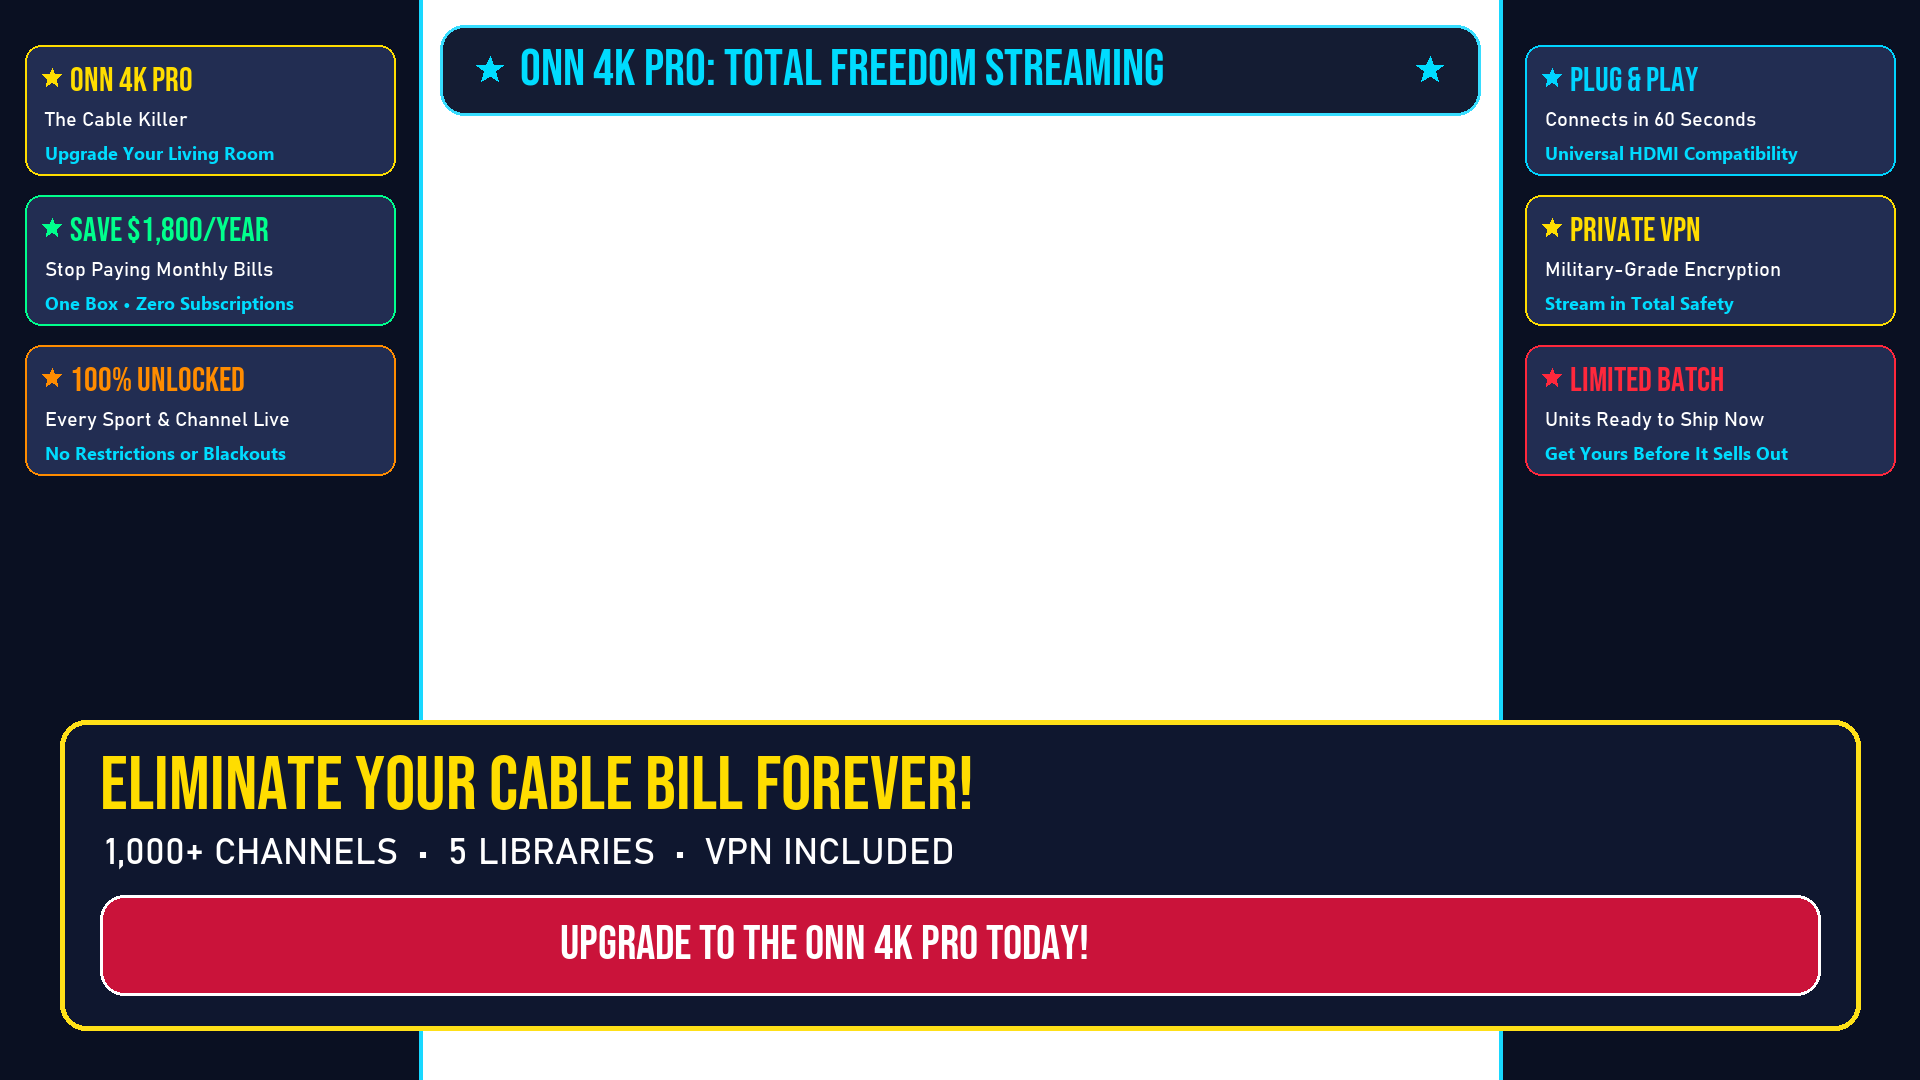 ONN 4K PRO
The Cable Killer
Upgrade Your Living Room
SAVE $1,800/YEAR
Stop Paying Monthly Bills
One Box • Zero Subscriptions
100% UNLOCKED
Every Sport & Channel Live
No Restrictions or Blackouts
ONN 4K PRO: TOTAL FREEDOM STREAMING
PLUG & PLAY
Connects in 60 Seconds
Universal HDMI Compatibility
PRIVATE VPN
Military-Grade Encryption
Stream in Total Safety
LIMITED BATCH
Units Ready to Ship Now
Get Yours Before It Sells Out
ELIMINATE YOUR CABLE BILL FOREVER!
1,000+ CHANNELS · 5 LIBRARIES · VPN INCLUDED
UPGRADE TO THE ONN 4K PRO TODAY!